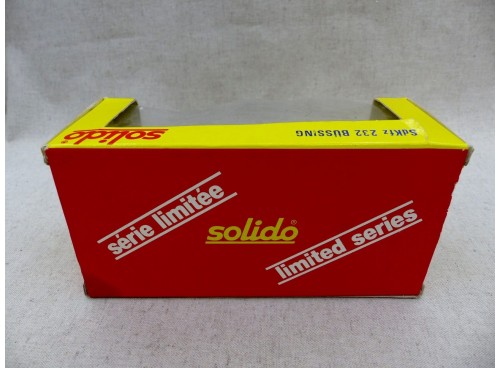 solido
SdKfz 232 BUSSING
série limitée
solido®
limited series